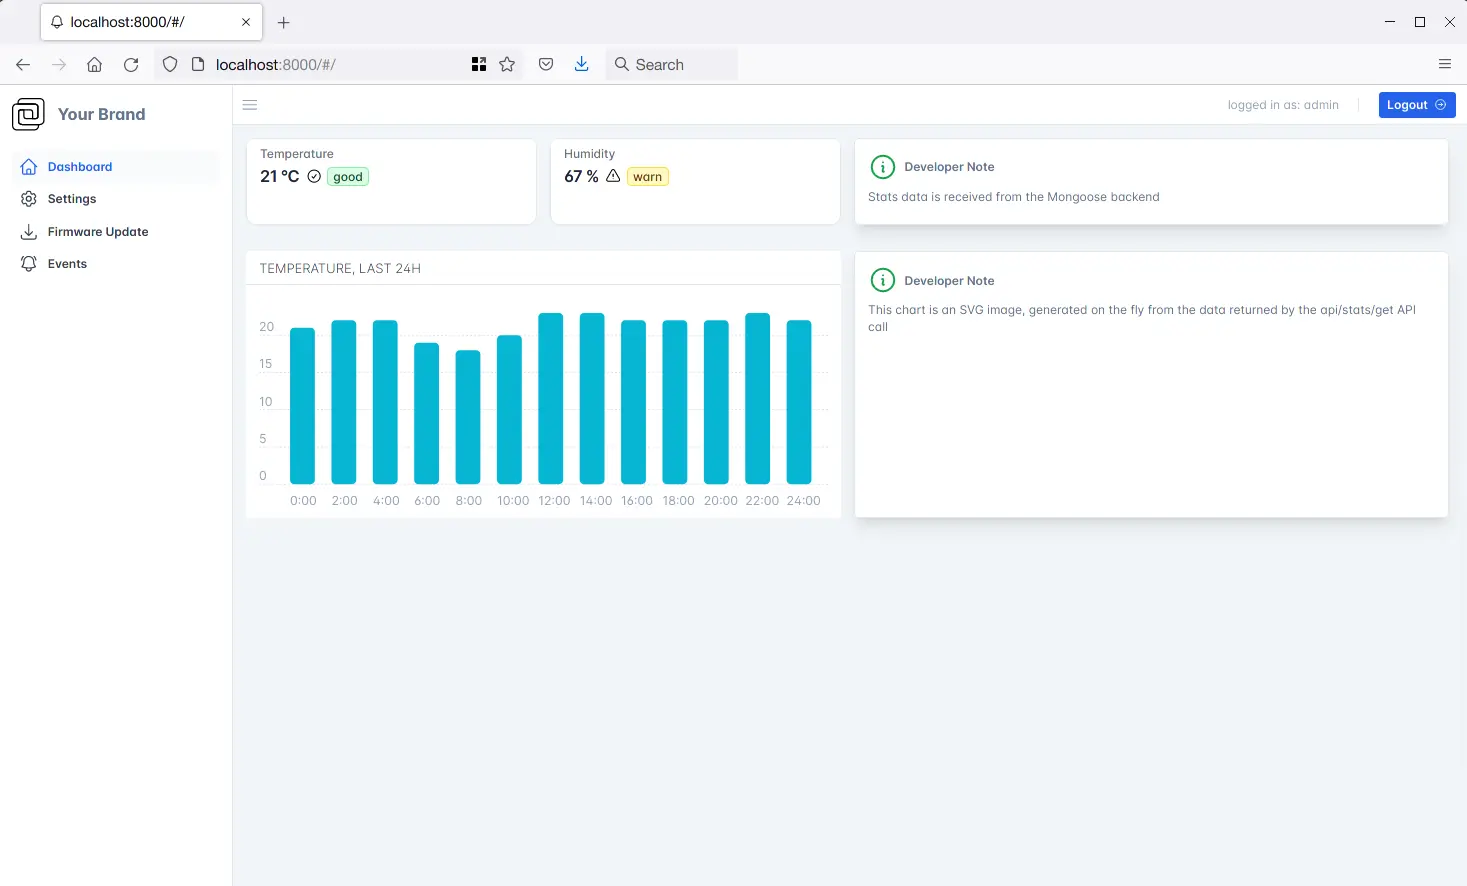 localhost:8000/#/
localhost:8000/#/
Search
Your Brand
logged in as: admin
Logout
Dashboard
Settings
Firmware Update
Events
Temperature
21 °C
good
Humidity
67 %
warn
Developer Note
Stats data is received from the Mongoose backend
TEMPERATURE, LAST 24H
20
15
10
5
0
0:00 2:00 4:00 6:00 8:00 10:00 12:00 14:00 16:00 18:00 20:00 22:00 24:00
Developer Note
This chart is an SVG image, generated on the fly from the data returned by the api/stats/get API
call